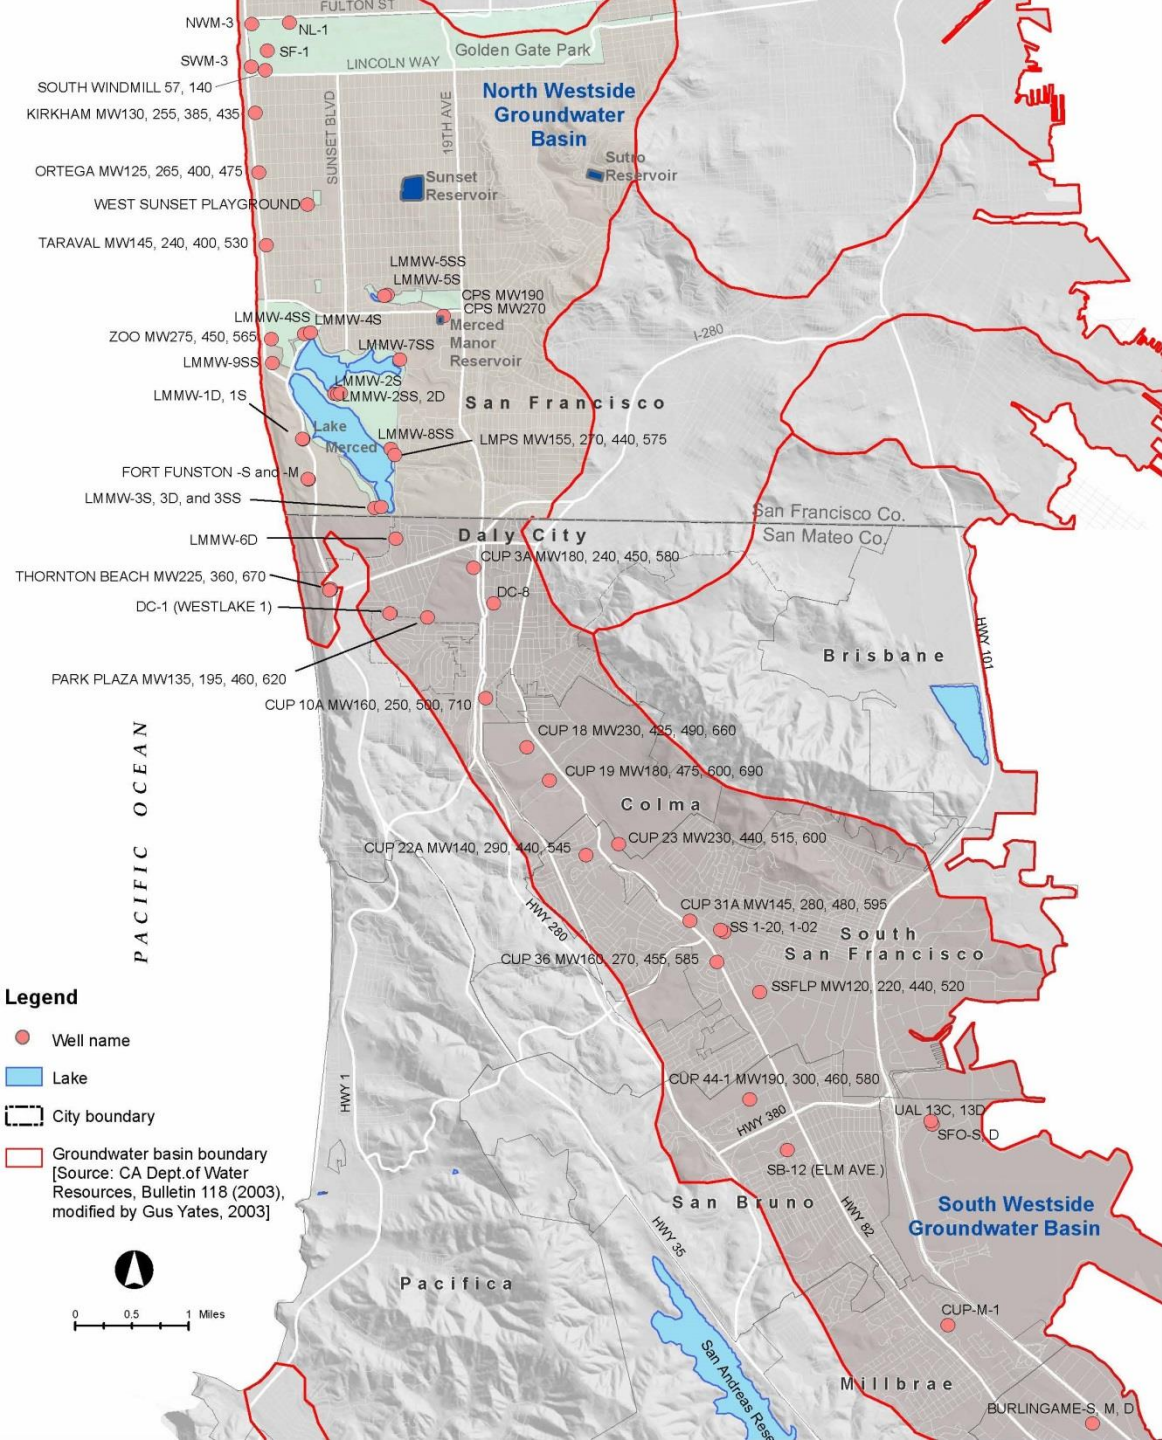 FULTON ST
NWM-3
NL-1
SF-1
Golden Gate Park
SWM-3
LINCOLN WAY
SOUTH WINDMILL 57, 140
North Westside
Groundwater
Basin
KIRKHAM MW130, 255, 385, 435
SUNSET BLVD
19TH AVE
Sutro
Reservoir
ORTEGA MW125, 265, 400, 475
Sunset
Reservoir
WEST SUNSET PLAYGROUND
TARAVAL MW145, 240, 400, 530
LMMW-5SS
LMMW-5S
CPS MW190
CPS MW270
LMMW-4SS
LMMW-4S
Merced
Manor
Reservoir
ZOO MW275, 450, 565
LMMW-7SS
I-280
LMMW-9SS
LMMW-2S
LMMW-2SS, 2D
LMMW-1D, 1S
San Francisco
Lake
Merced
LMMW-8SS
LMPS MW155, 270, 440, 575
FORT FUNSTON -S and -M
LMMW-3S, 3D, and 3SS
San Francisco Co.
San Mateo Co.
LMMW-6D
Daly City
CUP 3A MW180, 240, 450, 580
THORNTON BEACH MW225, 360, 670
DC-8
DC-1 (WESTLAKE 1)
HWY 101
Brisbane
PARK PLAZA MW135, 195, 460, 620
CUP 10A MW160, 250, 500, 710
CUP 18 MW230, 425, 490, 660
CUP 19 MW180, 475, 600, 690
PACIFIC OCEAN
Colma
CUP 23 MW230, 440, 515, 600
CUP 22A MW140, 290, 440, 545
CUP 31A MW145, 280, 480, 595
HWY 280
SS 1-20, 1-02
South
San Francisco
CUP 36 MW160, 270, 455, 585
SSFLP MW120, 220, 440, 520
Legend
Well name
Lake
City boundary
Groundwater basin boundary
[Source: CA Dept.of Water
Resources, Bulletin 118 (2003),
modified by Gus Yates, 2003]
HWY 1
CUP 44-1 MW190, 300, 460, 580
HWY 380
UAL 13C, 13D
SFO-S, D
SB-12 (ELM AVE.)
San Bruno
South Westside
Groundwater Basin
HWY 82
HWY 35
Pacifica
0 0.5 1 Miles
CUP-M-1
San Andreas Rese
Millbrae
BURLINGAME-S, M, D